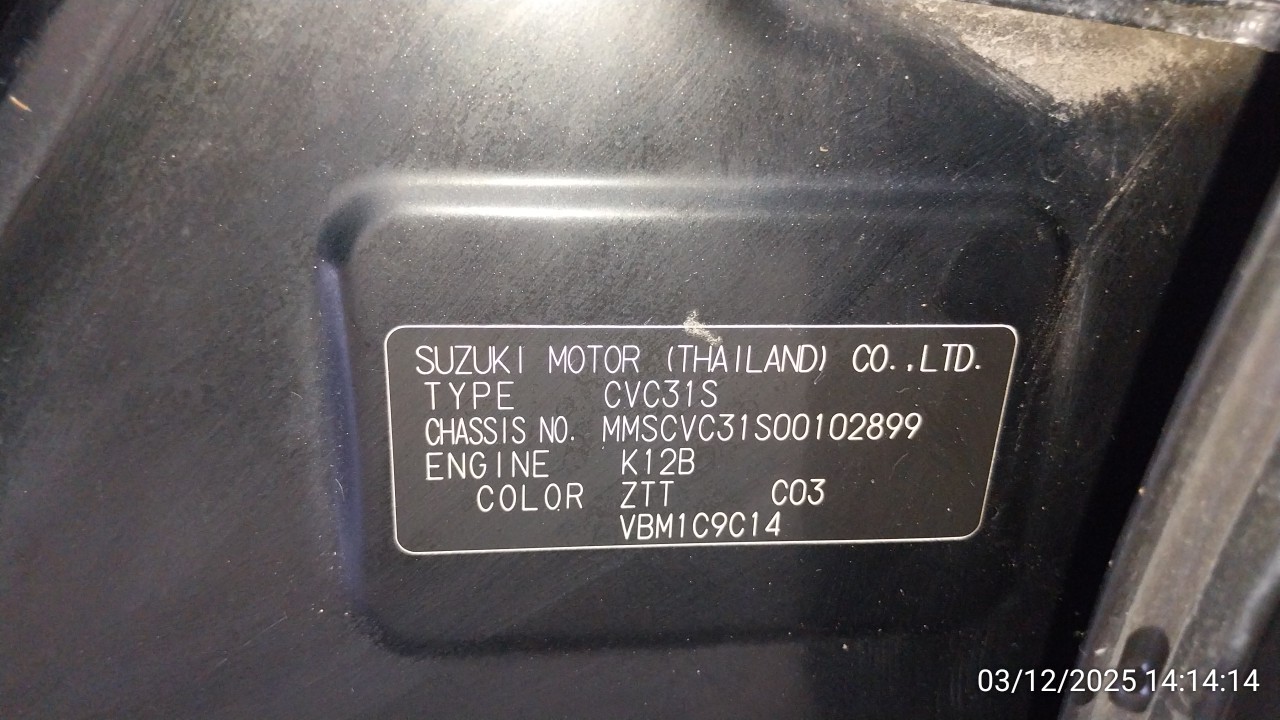 SUZUKI MOTOR (THAILAND) CO.,LTD.
TYPE CVC31S
CHASSIS NO. MMSCVC31S00102899
ENGINE K12B
COLOR ZTT C03
VBM1C9C14
03/12/2025 14:14:14